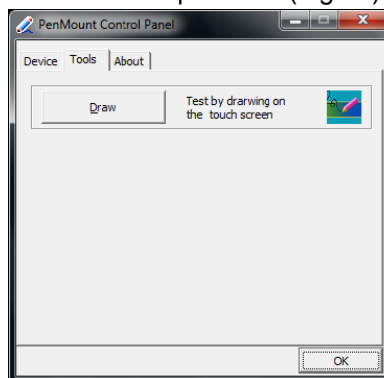 PenMount Control Panel
Device Tools About
Draw
Test by drarwing on
the touch screen
OK